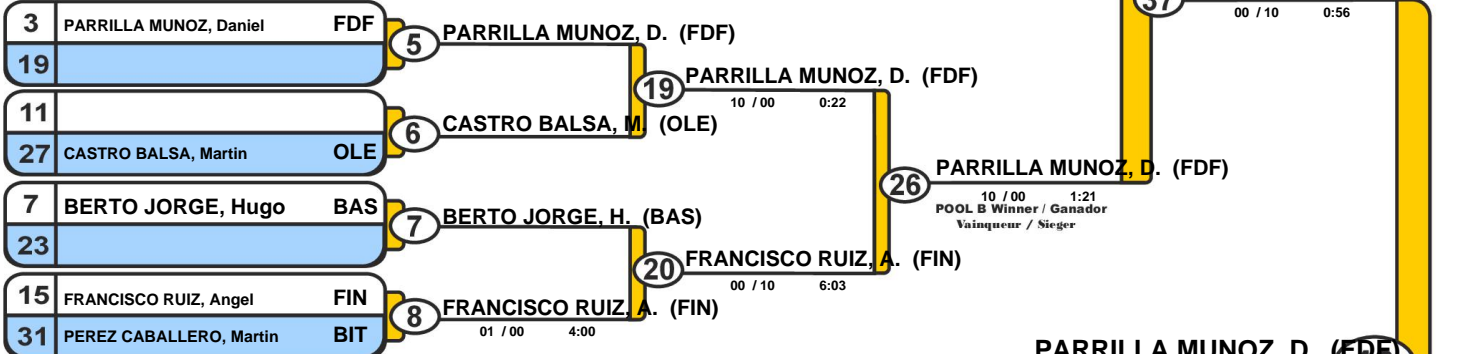 37
00 / 10 0:56
3 PARRILLA MUNOZ, Daniel FDF
19
5 PARRILLA MUNOZ, D. (FDF)
19 PARRILLA MUNOZ, D. (FDF)
10 / 00 0:22
11
27 CASTRO BALSA, Martin OLE
6 CASTRO BALSA, M. (OLE)
26 PARRILLA MUNOZ, D. (FDF)
10 / 00 1:21
POOL B Winner / Ganador
Vainqueur / Sieger
7 BERTO JORGE, Hugo BAS
23
7 BERTO JORGE, H. (BAS)
20 FRANCISCO RUIZ, A. (FIN)
00 / 10 6:03
15 FRANCISCO RUIZ, Angel FIN
31 PEREZ CABALLERO, Martin BIT
8 FRANCISCO RUIZ, A. (FIN)
01 / 00 4:00
PARRILLA MUNOZ, D. (FDF)